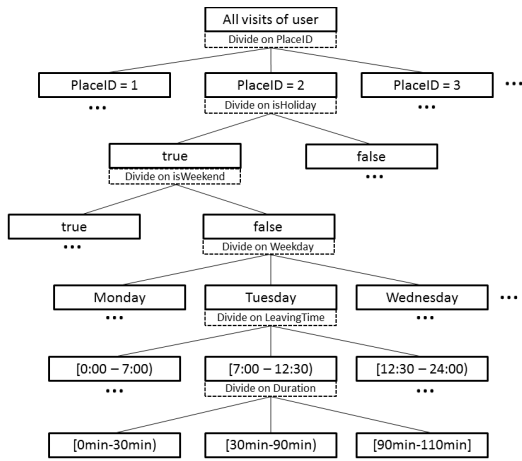 All visits of user
Divide on PlaceID
PlaceID = 1
PlaceID = 2
PlaceID = 3
...
...
Divide on isHoliday
...
true
false
Divide on isWeekend
...
true
false
...
Divide on Weekday
Monday
Tuesday
Wednesday
...
...
Divide on LeavingTime
...
[0:00 – 7:00)
[7:00 – 12:30)
[12:30 – 24:00)
...
Divide on Duration
...
[0min-30min)
[30min-90min)
[90min-110min]